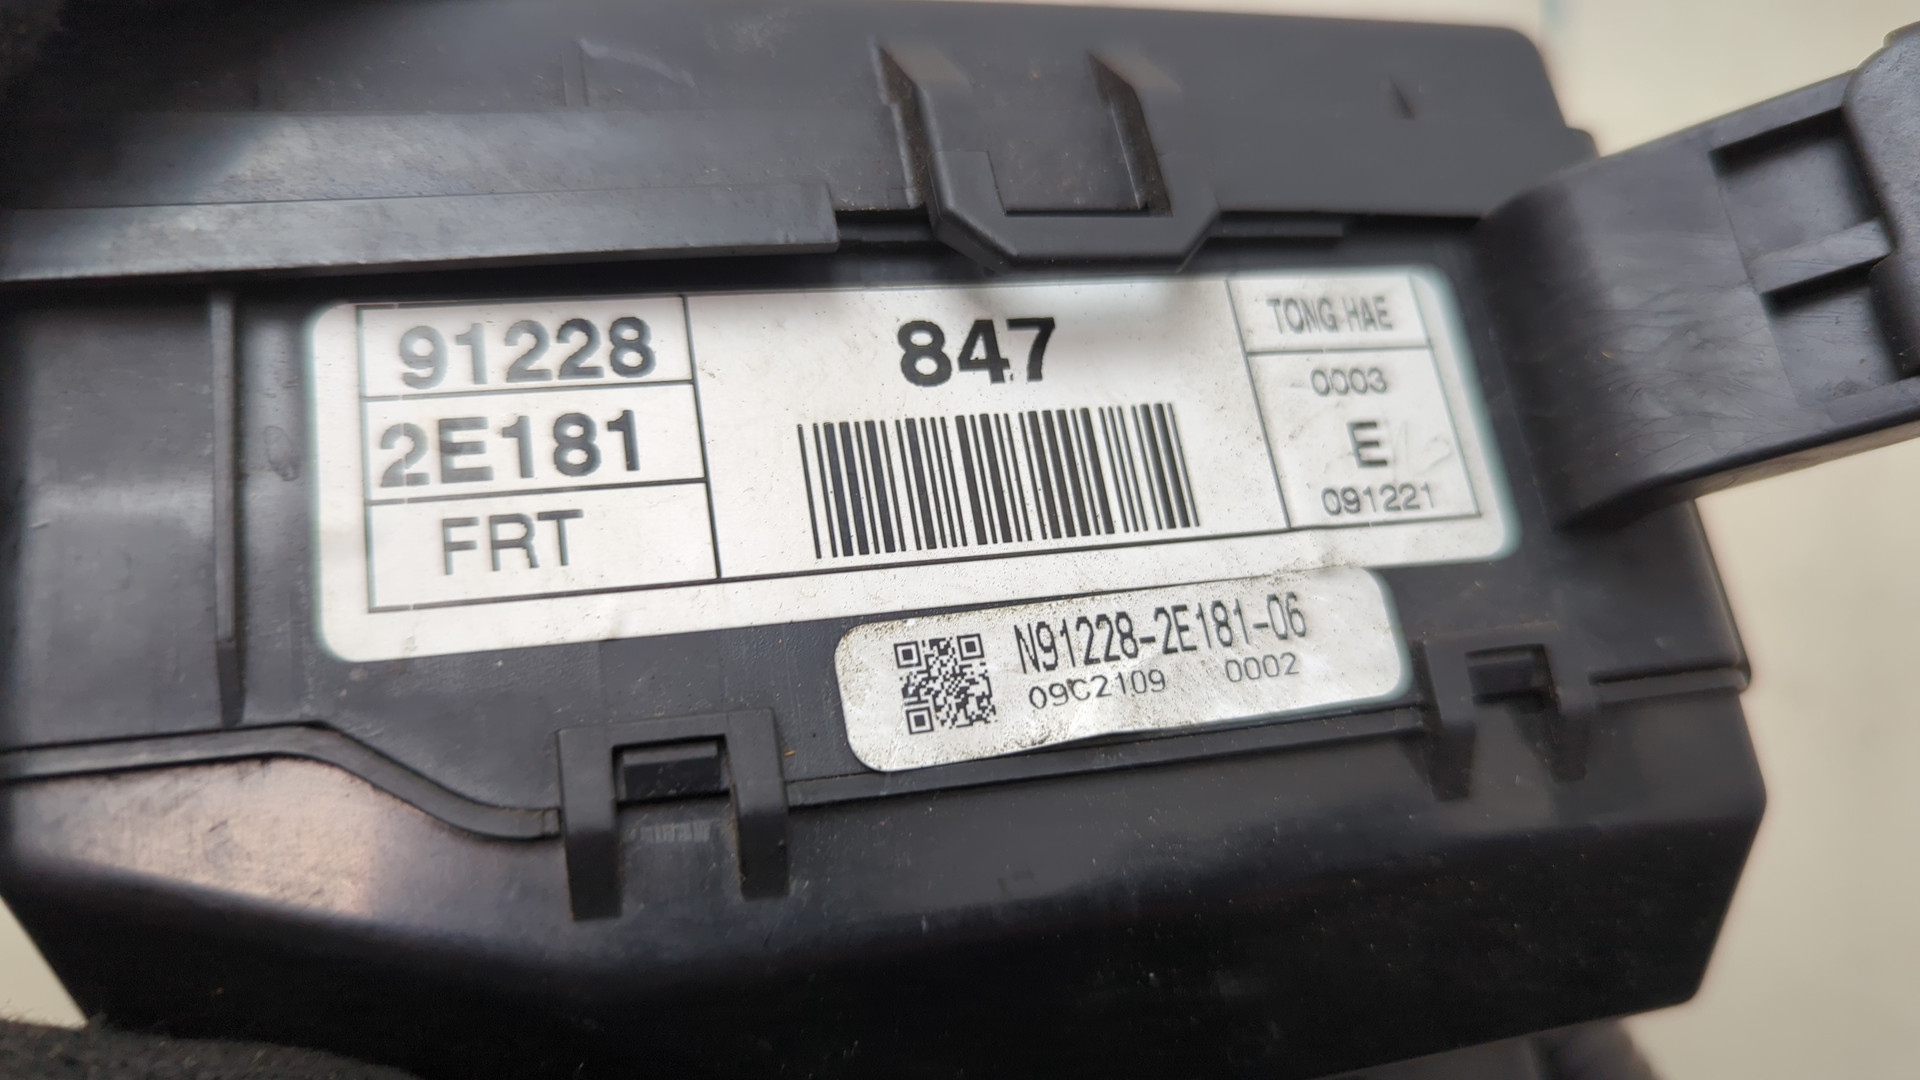 91228
2E181
FRT
847
TONG HAE
0003
E
091221
N91228-2E181-06
09C2109 0002